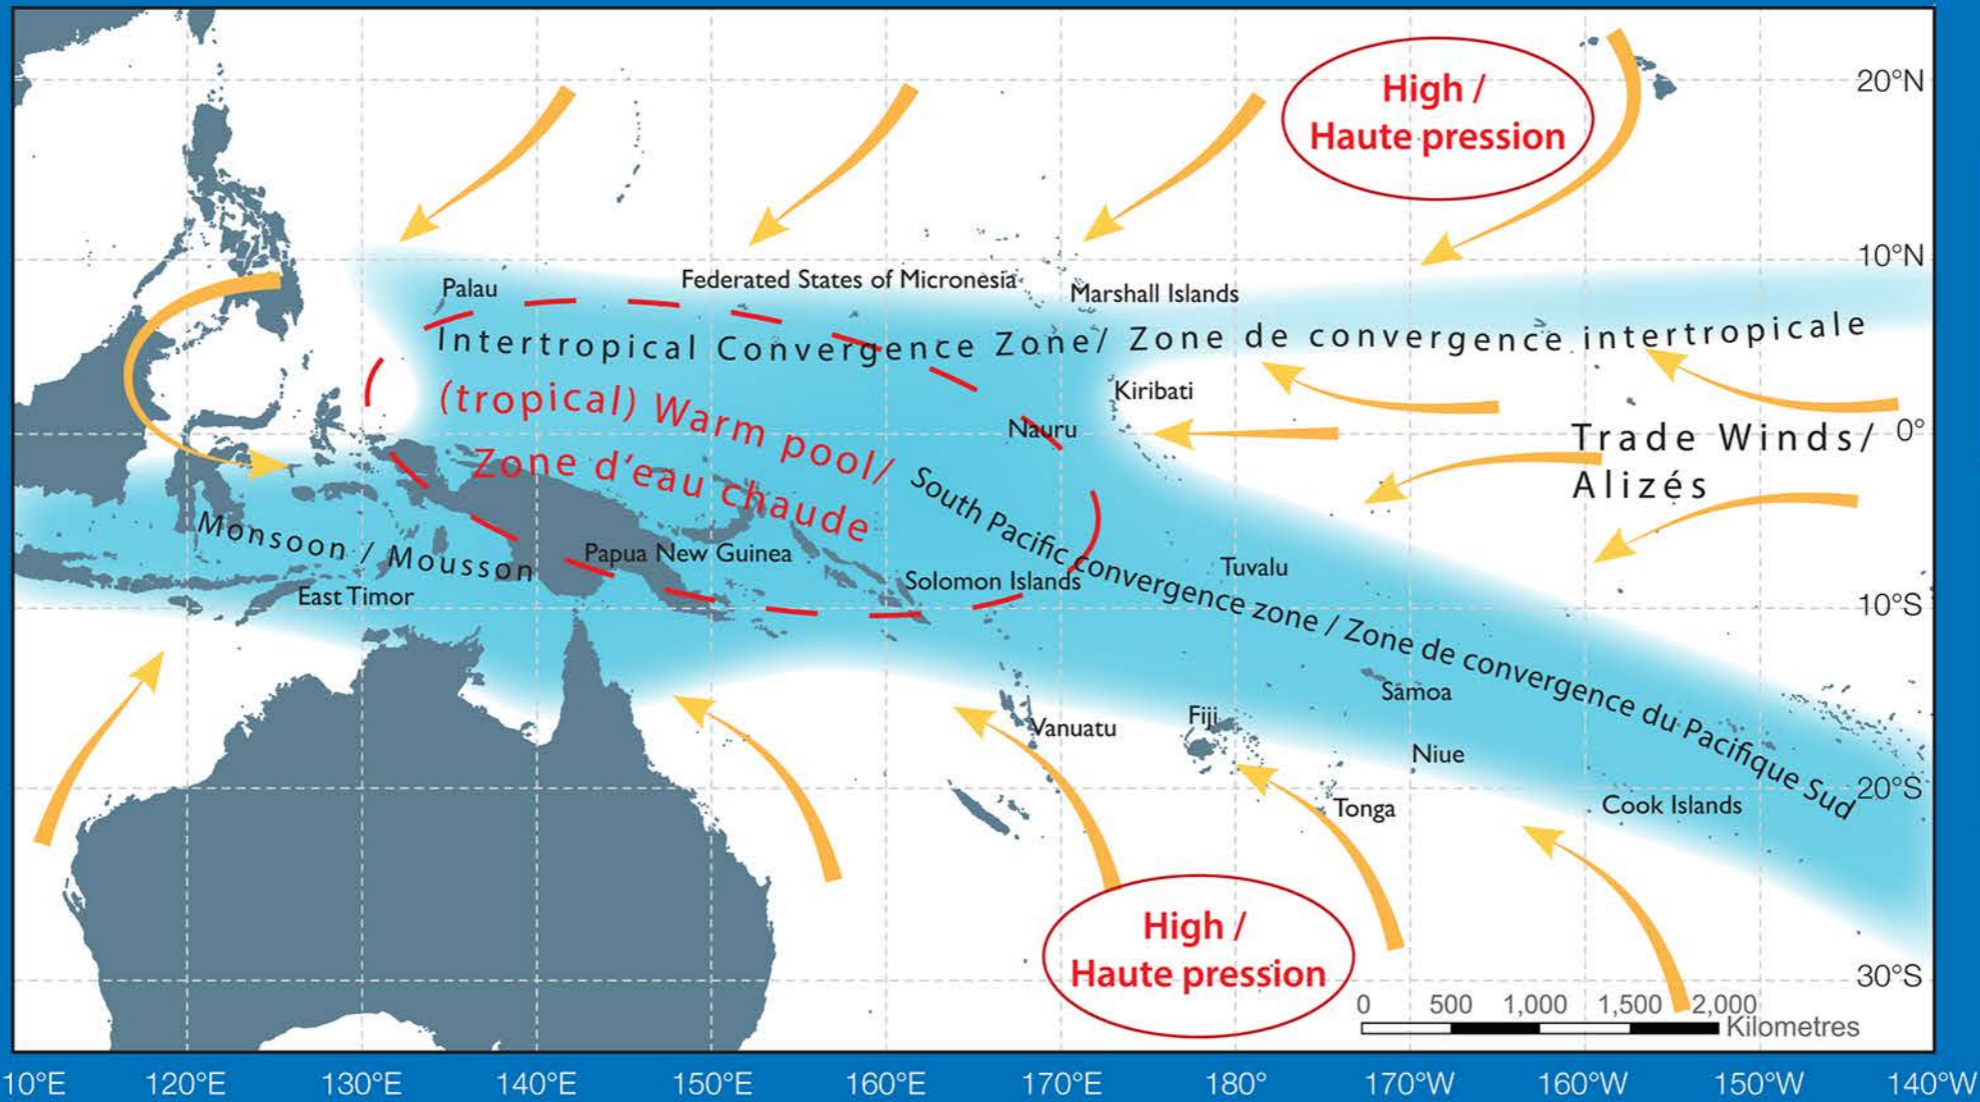 High /
Haute pression
20°N
10°N
Palau
Federated States of Micronesia
Marshall Islands
Intertropical Convergence Zone/ Zone de convergence intertropicale
(tropical) Warm pool/
Zone d'eau chaude
Kiribati
Nauru
Trade Winds/
Alizés
0°
South Pacific convergence zone / Zone de convergence du Pacifique Sud
Monsoon / Mousson
Papua New Guinea
East Timor
Solomon Islands
Tuvalu
10°S
Sāmoa
Vanuatu
Fiji
Niue
Tonga
Cook Islands
20°S
High /
Haute pression
30°S
0 500 1,000 1,500 2,000
Kilometres
10°E 120°E 130°E 140°E 150°E 160°E 170°E 180° 170°W 160°W 150°W 140°W